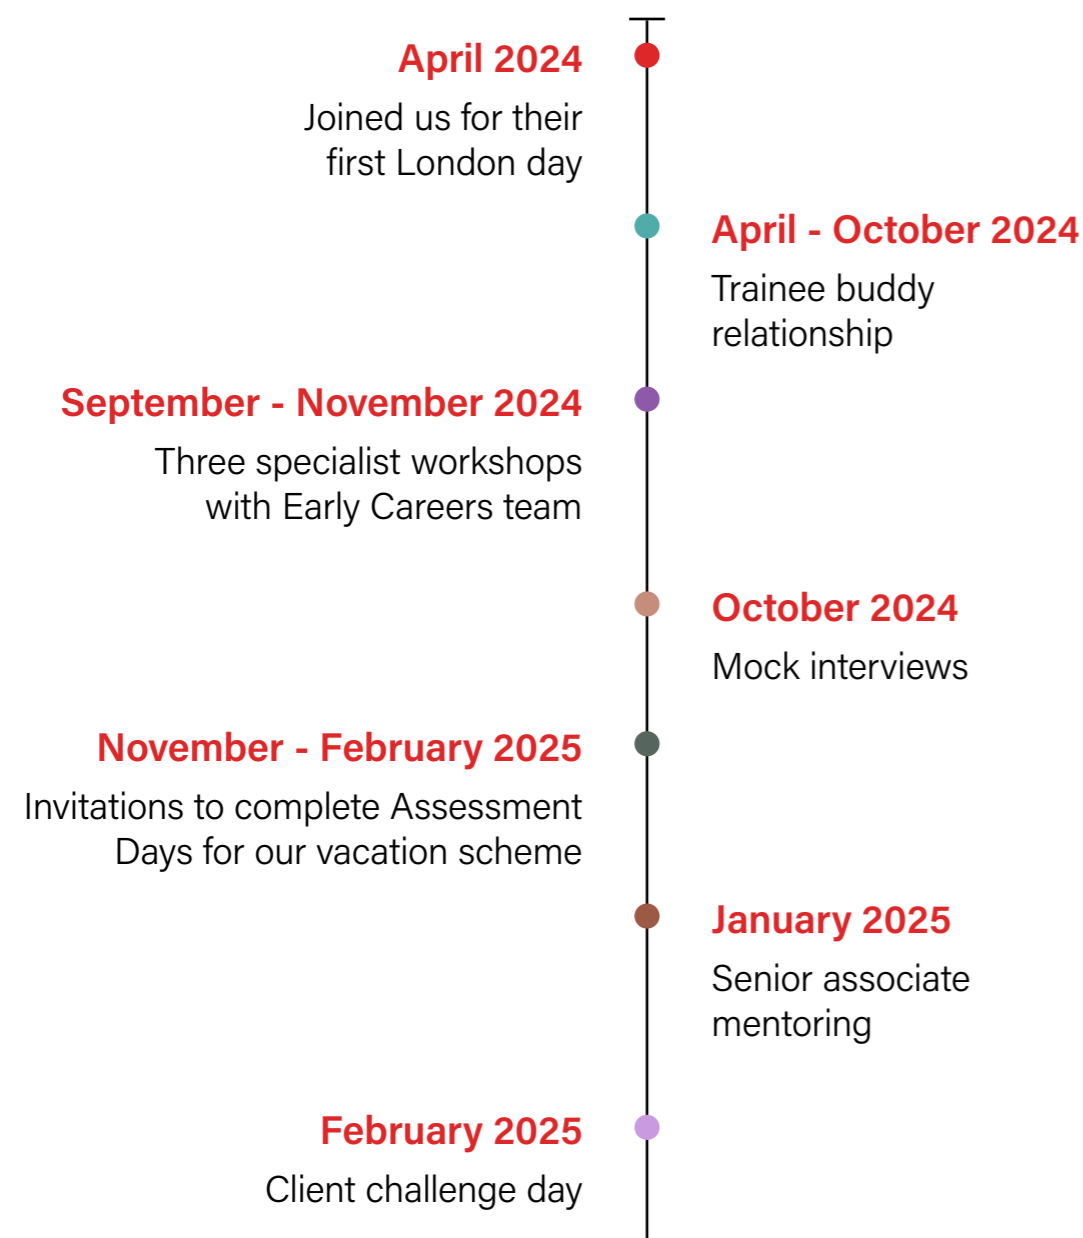 April 2024
Joined us for their
first London day
April - October 2024
Trainee buddy
relationship
September - November 2024
Three specialist workshops
with Early Careers team
October 2024
Mock interviews
November - February 2025
Invitations to complete Assessment
Days for our vacation scheme
January 2025
Senior associate
mentoring
February 2025
Client challenge day